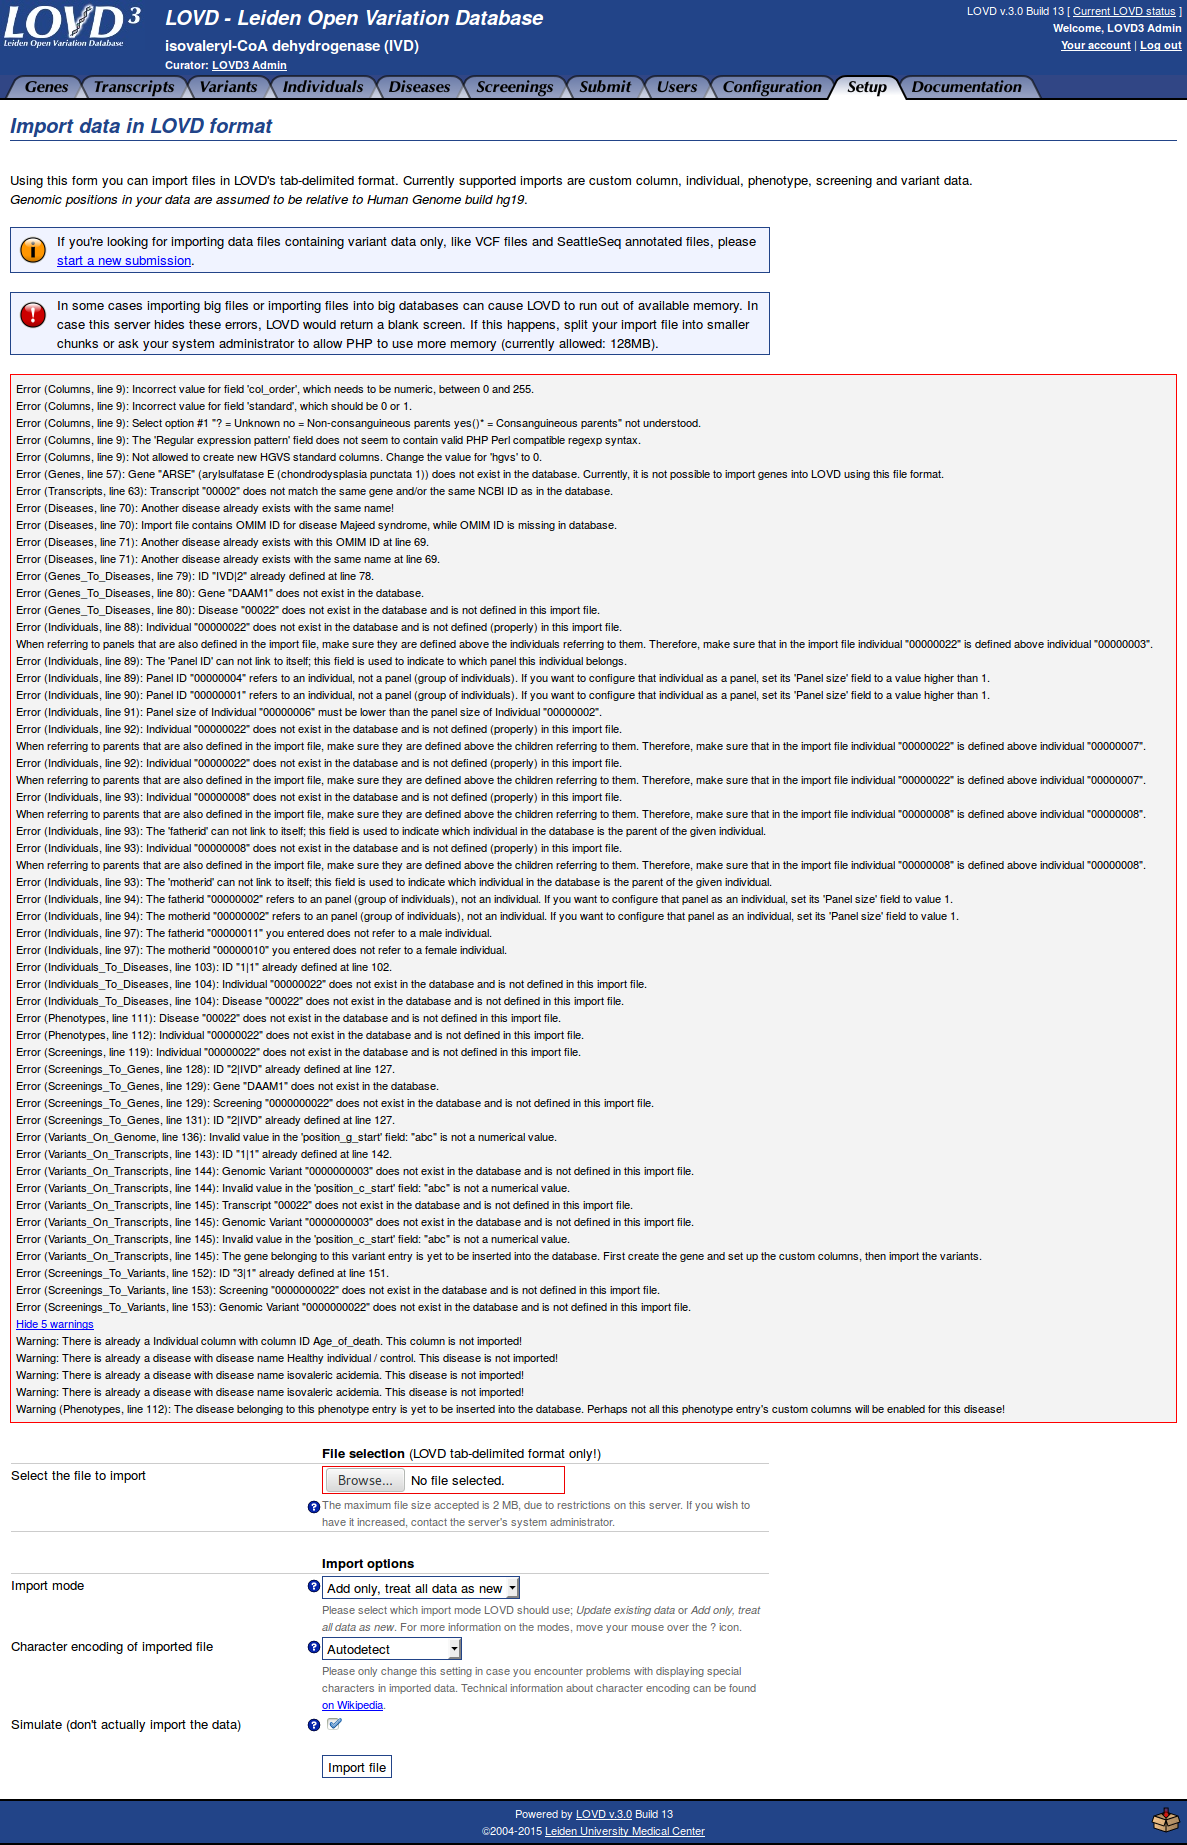 LOVD 3
Leiden Open Variation Database
LOVD - Leiden Open Variation Database
isovaleryl-CoA dehydrogenase (IVD)
Curator: LOVD3 Admin
LOVD v.3.0 Build 13 [ Current LOVD status ]
Welcome, LOVD3 Admin
Your account | Log out
Genes Transcripts Variants Individuals Diseases Screenings Submit Users Configuration Setup Documentation
Import data in LOVD format
Using this form you can import files in LOVD's tab-delimited format. Currently supported imports are custom column, individual, phenotype, screening and variant data.
Genomic positions in your data are assumed to be relative to Human Genome build hg19.
If you're looking for importing data files containing variant data only, like VCF files and SeattleSeq annotated files, please
start a new submission.
In some cases importing big files or importing files into big databases can cause LOVD to run out of available memory. In
case this server hides these errors, LOVD would return a blank screen. If this happens, split your import file into smaller
chunks or ask your system administrator to allow PHP to use more memory (currently allowed: 128MB).
Error (Columns, line 9): Incorrect value for field 'col_order', which needs to be numeric, between 0 and 255.
Error (Columns, line 9): Incorrect value for field 'standard', which should be 0 or 1.
Error (Columns, line 9): Select option #1 "? = Unknown no = Non-consanguineous parents yes()* = Consanguineous parents" not understood.
Error (Columns, line 9): The 'Regular expression pattern' field does not seem to contain valid PHP Perl compatible regexp syntax.
Error (Columns, line 9): Not allowed to create new HGVS standard columns. Change the value for 'hgvs' to 0.
Error (Genes, line 57): Gene "ARSE" (arylsulfatase E (chondrodysplasia punctata 1)) does not exist in the database. Currently, it is not possible to import genes into LOVD using this file format.
Error (Transcripts, line 63): Transcript "00002" does not match the same gene and/or the same NCBI ID as in the database.
Error (Diseases, line 70): Another disease already exists with the same name!
Error (Diseases, line 70): Import file contains OMIM ID for disease Majeed syndrome, while OMIM ID is missing in database.
Error (Diseases, line 71): Another disease already exists with this OMIM ID at line 69.
Error (Diseases, line 71): Another disease already exists with the same name at line 69.
Error (Genes_To_Diseases, line 79): ID "IVD|2" already defined at line 78.
Error (Genes_To_Diseases, line 80): Gene "DAAM1" does not exist in the database.
Error (Genes_To_Diseases, line 80): Disease "00022" does not exist in the database and is not defined in this import file.
Error (Individuals, line 88): Individual "00000022" does not exist in the database and is not defined (properly) in this import file.
When referring to panels that are also defined in the import file, make sure they are defined above the individuals referring to them. Therefore, make sure that in the import file individual "00000022" is defined above individual "00000003".
Error (Individuals, line 89): The 'Panel ID' can not link to itself; this field is used to indicate to which panel this individual belongs.
Error (Individuals, line 89): Panel ID "00000004" refers to an individual, not a panel (group of individuals). If you want to configure that individual as a panel, set its 'Panel size' field to a value higher than 1.
Error (Individuals, line 90): Panel ID "00000001" refers to an individual, not a panel (group of individuals). If you want to configure that individual as a panel, set its 'Panel size' field to a value higher than 1.
Error (Individuals, line 91): Panel size of Individual "00000006" must be lower than the panel size of Individual "00000002".
Error (Individuals, line 92): Individual "00000022" does not exist in the database and is not defined (properly) in this import file.
When referring to parents that are also defined in the import file, make sure they are defined above the children referring to them. Therefore, make sure that in the import file individual "00000022" is defined above individual "00000007".
Error (Individuals, line 92): Individual "00000022" does not exist in the database and is not defined (properly) in this import file.
When referring to parents that are also defined in the import file, make sure they are defined above the children referring to them. Therefore, make sure that in the import file individual "00000022" is defined above individual "00000007".
Error (Individuals, line 93): Individual "00000008" does not exist in the database and is not defined (properly) in this import file.
When referring to parents that are also defined in the import file, make sure they are defined above the children referring to them. Therefore, make sure that in the import file individual "00000008" is defined above individual "00000008".
Error (Individuals, line 93): The 'fatherid' can not link to itself; this field is used to indicate which individual in the database is the parent of the given individual.
Error (Individuals, line 93): Individual "00000008" does not exist in the database and is not defined (properly) in this import file.
When referring to parents that are also defined in the import file, make sure they are defined above the children referring to them. Therefore, make sure that in the import file individual "00000008" is defined above individual "00000008".
Error (Individuals, line 93): The 'motherid' can not link to itself; this field is used to indicate which individual in the database is the parent of the given individual.
Error (Individuals, line 94): The fatherid "00000002" refers to an panel (group of individuals), not an individual. If you want to configure that panel as an individual, set its 'Panel size' field to value 1.
Error (Individuals, line 94): The motherid "00000002" refers to an panel (group of individuals), not an individual. If you want to configure that panel as an individual, set its 'Panel size' field to value 1.
Error (Individuals, line 97): The fatherid "00000011" you entered does not refer to a male individual.
Error (Individuals, line 97): The motherid "00000010" you entered does not refer to a female individual.
Error (Individuals_To_Diseases, line 103): ID "1|1" already defined at line 102.
Error (Individuals_To_Diseases, line 104): Individual "00000022" does not exist in the database and is not defined in this import file.
Error (Individuals_To_Diseases, line 104): Disease "00022" does not exist in the database and is not defined in this import file.
Error (Phenotypes, line 111): Disease "00022" does not exist in the database and is not defined in this import file.
Error (Phenotypes, line 112): Individual "00000022" does not exist in the database and is not defined in this import file.
Error (Screenings, line 119): Individual "00000022" does not exist in the database and is not defined in this import file.
Error (Screenings_To_Genes, line 128): ID "2|IVD" already defined at line 127.
Error (Screenings_To_Genes, line 129): Gene "DAAM1" does not exist in the database.
Error (Screenings_To_Genes, line 129): Screening "0000000022" does not exist in the database and is not defined in this import file.
Error (Screenings_To_Genes, line 131): ID "2|IVD" already defined at line 127.
Error (Variants_On_Genome, line 136): Invalid value in the 'position_g_start' field: "abc" is not a numerical value.
Error (Variants_On_Transcripts, line 143): ID "1|1" already defined at line 142.
Error (Variants_On_Transcripts, line 144): Genomic Variant "0000000003" does not exist in the database and is not defined in this import file.
Error (Variants_On_Transcripts, line 144): Invalid value in the 'position_c_start' field: "abc" is not a numerical value.
Error (Variants_On_Transcripts, line 145): Transcript "00022" does not exist in the database and is not defined in this import file.
Error (Variants_On_Transcripts, line 145): Genomic Variant "0000000003" does not exist in the database and is not defined in this import file.
Error (Variants_On_Transcripts, line 145): Invalid value in the 'position_c_start' field: "abc" is not a numerical value.
Error (Variants_On_Transcripts, line 145): The gene belonging to this variant entry is yet to be inserted into the database. First create the gene and set up the custom columns, then import the variants.
Error (Screenings_To_Variants, line 152): ID "3|1" already defined at line 151.
Error (Screenings_To_Variants, line 153): Screening "0000000022" does not exist in the database and is not defined in this import file.
Error (Screenings_To_Variants, line 153): Genomic Variant "0000000022" does not exist in the database and is not defined in this import file.
Hide 5 warnings
Warning: There is already a Individual column with column ID Age_of_death. This column is not imported!
Warning: There is already a disease with disease name Healthy individual / control. This disease is not imported!
Warning: There is already a disease with disease name isovaleric acidemia. This disease is not imported!
Warning: There is already a disease with disease name isovaleric acidemia. This disease is not imported!
Warning (Phenotypes, line 112): The disease belonging to this phenotype entry is yet to be inserted into the database. Perhaps not all this phenotype entry's custom columns will be enabled for this disease!
File selection (LOVD tab-delimited format only!)
Select the file to import
Browse... No file selected.
The maximum file size accepted is 2 MB, due to restrictions on this server. If you wish to
have it increased, contact the server's system administrator.
Import options
Import mode
Add only, treat all data as new
Please select which import mode LOVD should use; Update existing data or Add only, treat
all data as new. For more information on the modes, move your mouse over the ? icon.
Character encoding of imported file
Autodetect
Please only change this setting in case you encounter problems with displaying special
characters in imported data. Technical information about character encoding can be found
on Wikipedia.
Simulate (don't actually import the data)
Import file
Powered by LOVD v.3.0 Build 13
©2004-2015 Leiden University Medical Center